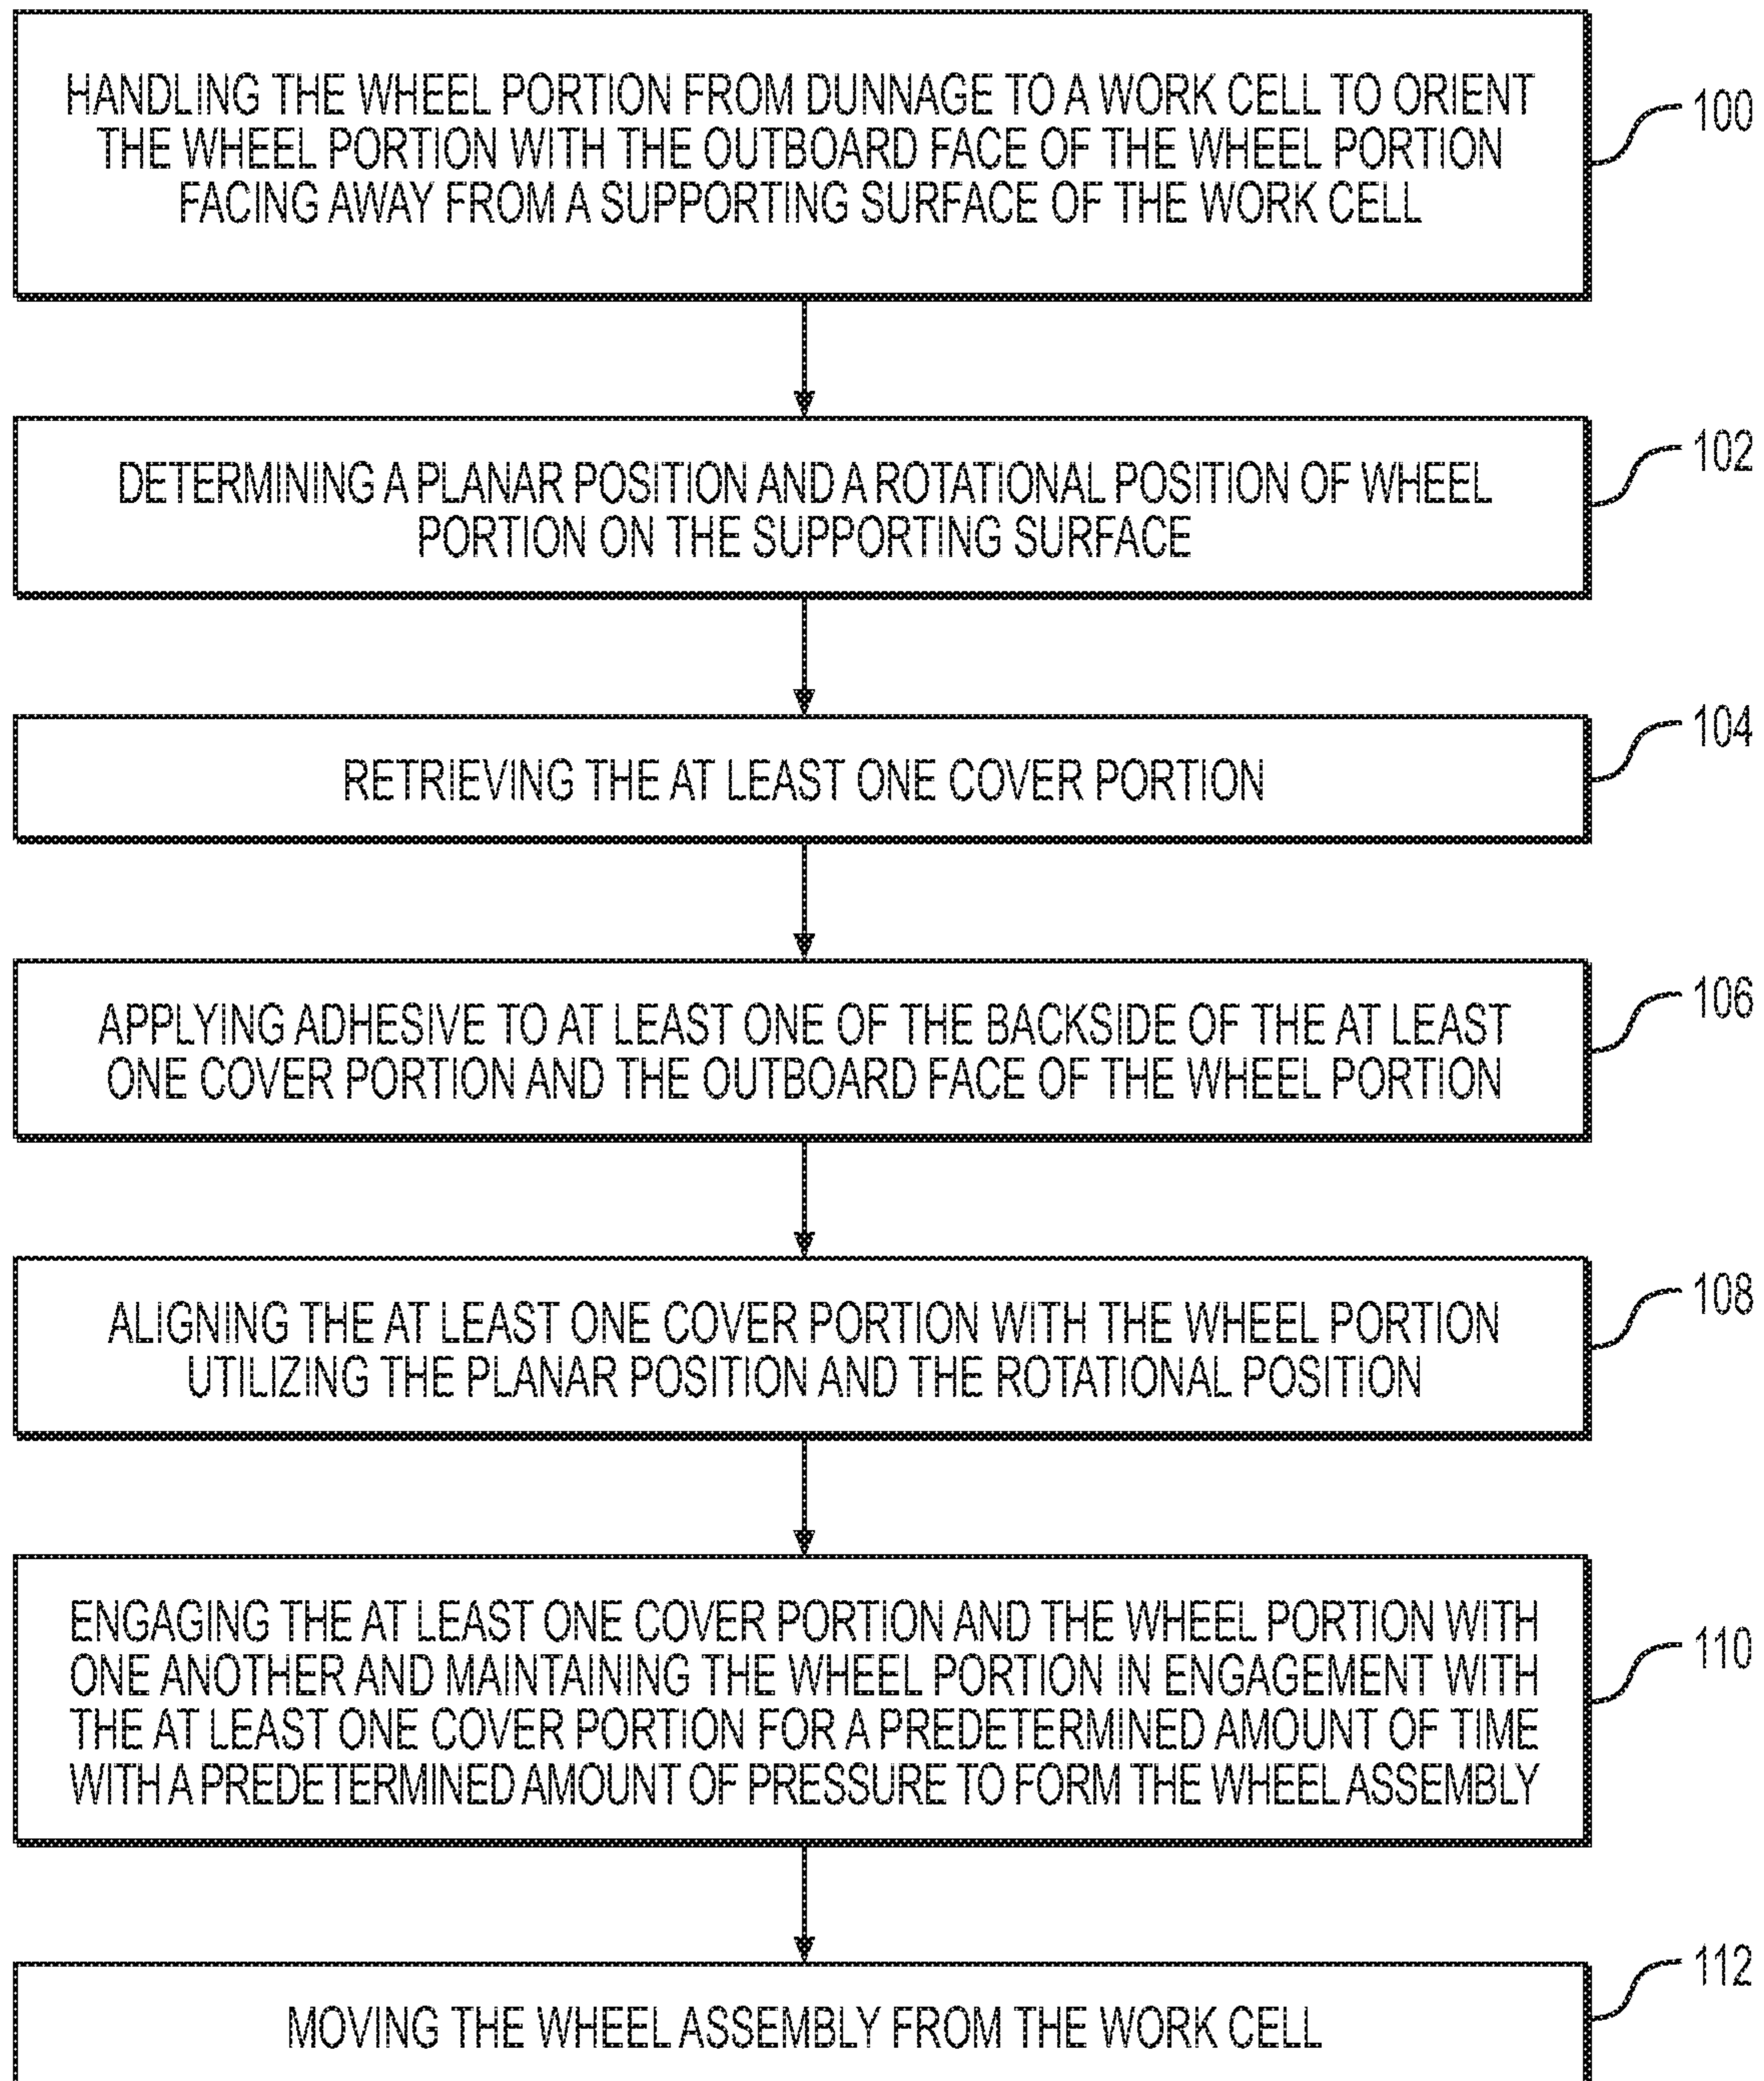 HANDLING THE WHEEL PORTION FROM DUNNAGE TO A WORK CELL TO ORIENT
THE WHEEL PORTION WITH THE OUTBOARD FACE OF THE WHEEL PORTION
FACING AWAY FROM A SUPPORTING SURFACE OF THE WORK CELL
100
DETERMINING A PLANAR POSITION AND A ROTATIONAL POSITION OF WHEEL
PORTION ON THE SUPPORTING SURFACE
102
RETRIEVING THE AT LEAST ONE COVER PORTION
104
APPLYING ADHESIVE TO AT LEAST ONE OF THE BACKSIDE OF THE AT LEAST
ONE COVER PORTION AND THE OUTBOARD FACE OF THE WHEEL PORTION
106
ALIGNING THE AT LEAST ONE COVER PORTION WITH THE WHEEL PORTION
UTILIZING THE PLANAR POSITION AND THE ROTATIONAL POSITION
108
ENGAGING THE AT LEAST ONE COVER PORTION AND THE WHEEL PORTION WITH
ONE ANOTHER AND MAINTAINING THE WHEEL PORTION IN ENGAGEMENT WITH
THE AT LEAST ONE COVER PORTION FOR A PREDETERMINED AMOUNT OF TIME
WITH A PREDETERMINED AMOUNT OF PRESSURE TO FORM THE WHEEL ASSEMBLY
110
MOVING THE WHEEL ASSEMBLY FROM THE WORK CELL
112